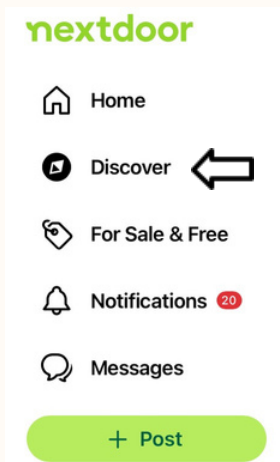 nextdoor
Home
Discover
For Sale & Free
Notifications 20
Messages
+ Post